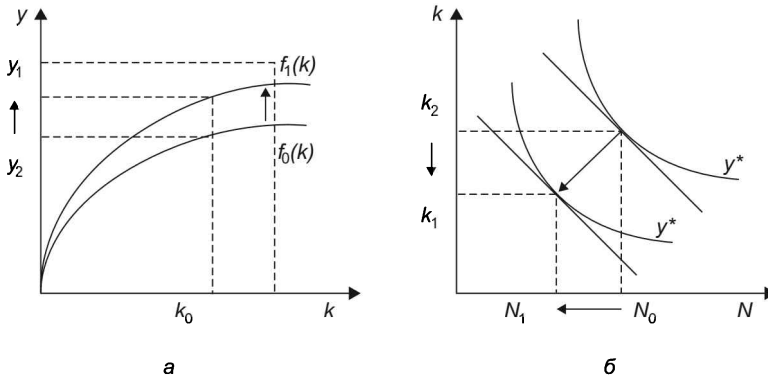 y
y₁
f₁(k)
y₂
f₀(k)
k₀
k
а
k
k₂
y*
k₁
y*
N₁
N₀
N
б